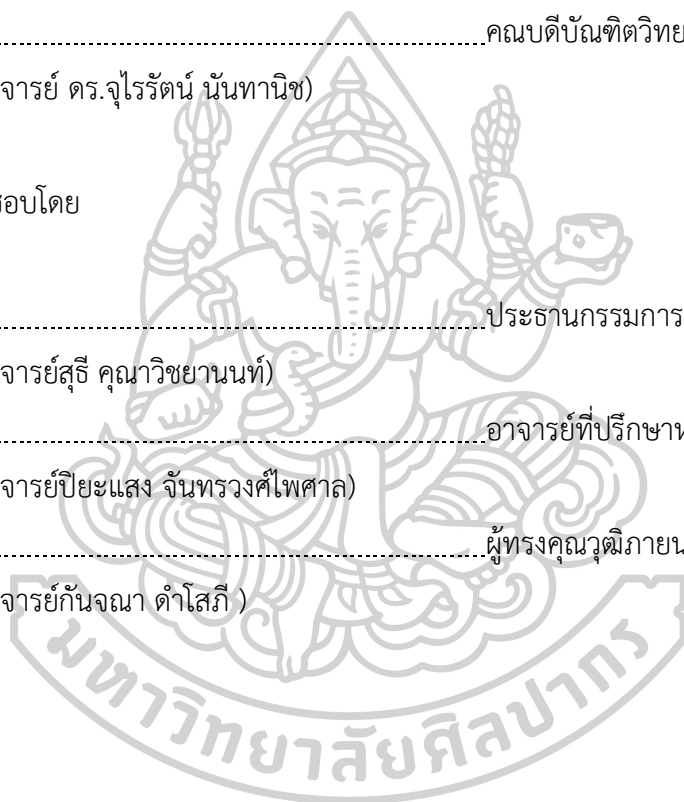 คณบดีบัณฑิตวิทย
จารย์ ดร.จุไรรัตน์ นันทานิช)
สอบโดย
ประธานกรรมการ
จารย์สุธี คุณาวิชยานนท์)
อาจารย์ที่ปรึกษาห
จารย์ปิยะแสง จันทรวงศ์ไพศาล)
ผู้ทรงคุณวุฒิภายน
จารย์กันจณา ดำโสภี )
มหาวิทยาลัยศิลปากร